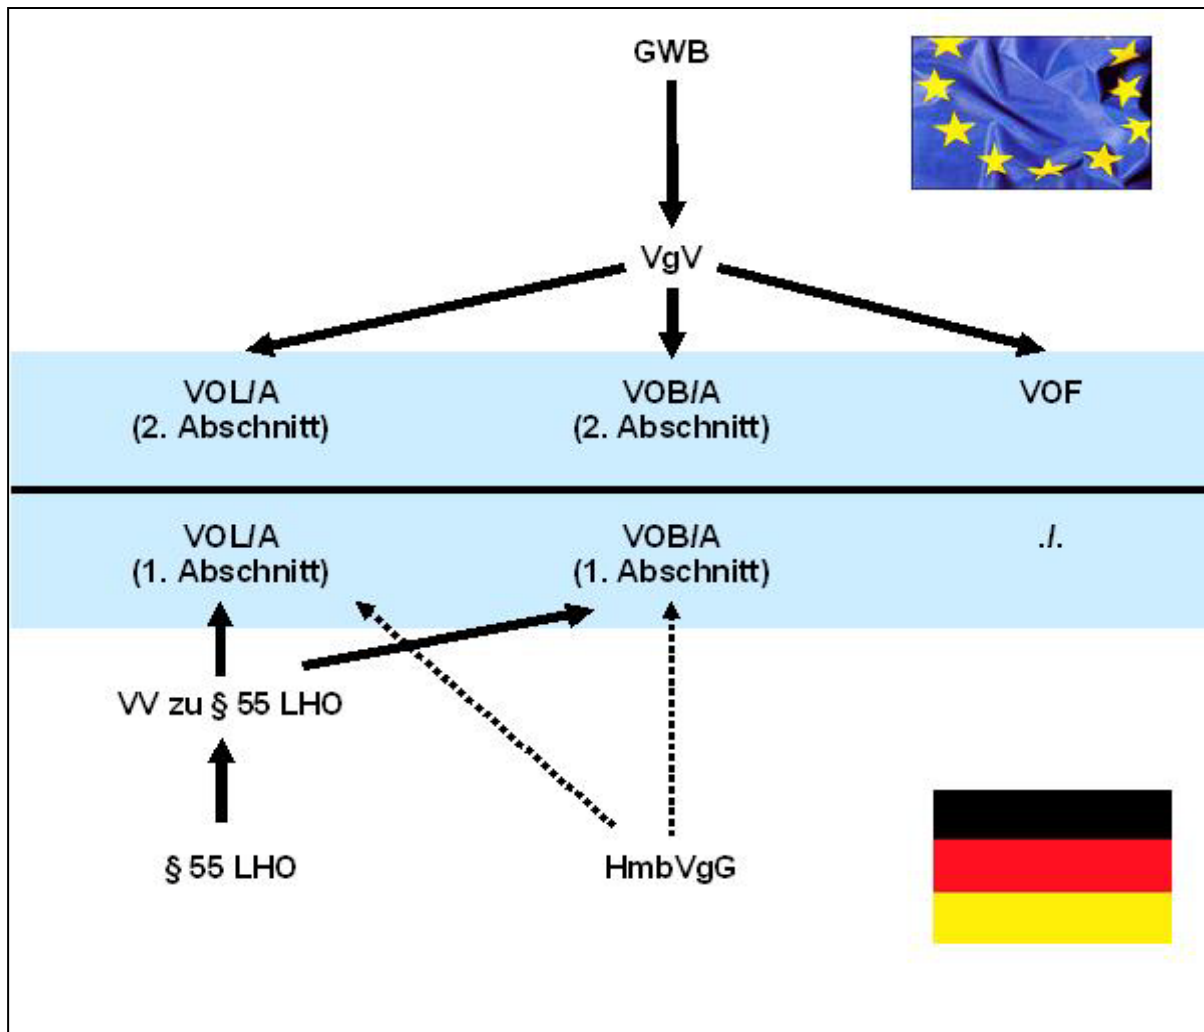 GWB
VgV
VOL/A
(2. Abschnitt)
VOB/A
(2. Abschnitt)
VOF
VOL/A
(1. Abschnitt)
VOB/A
(1. Abschnitt)
./.
VV zu § 55 LHO
§ 55 LHO
HmbVgG